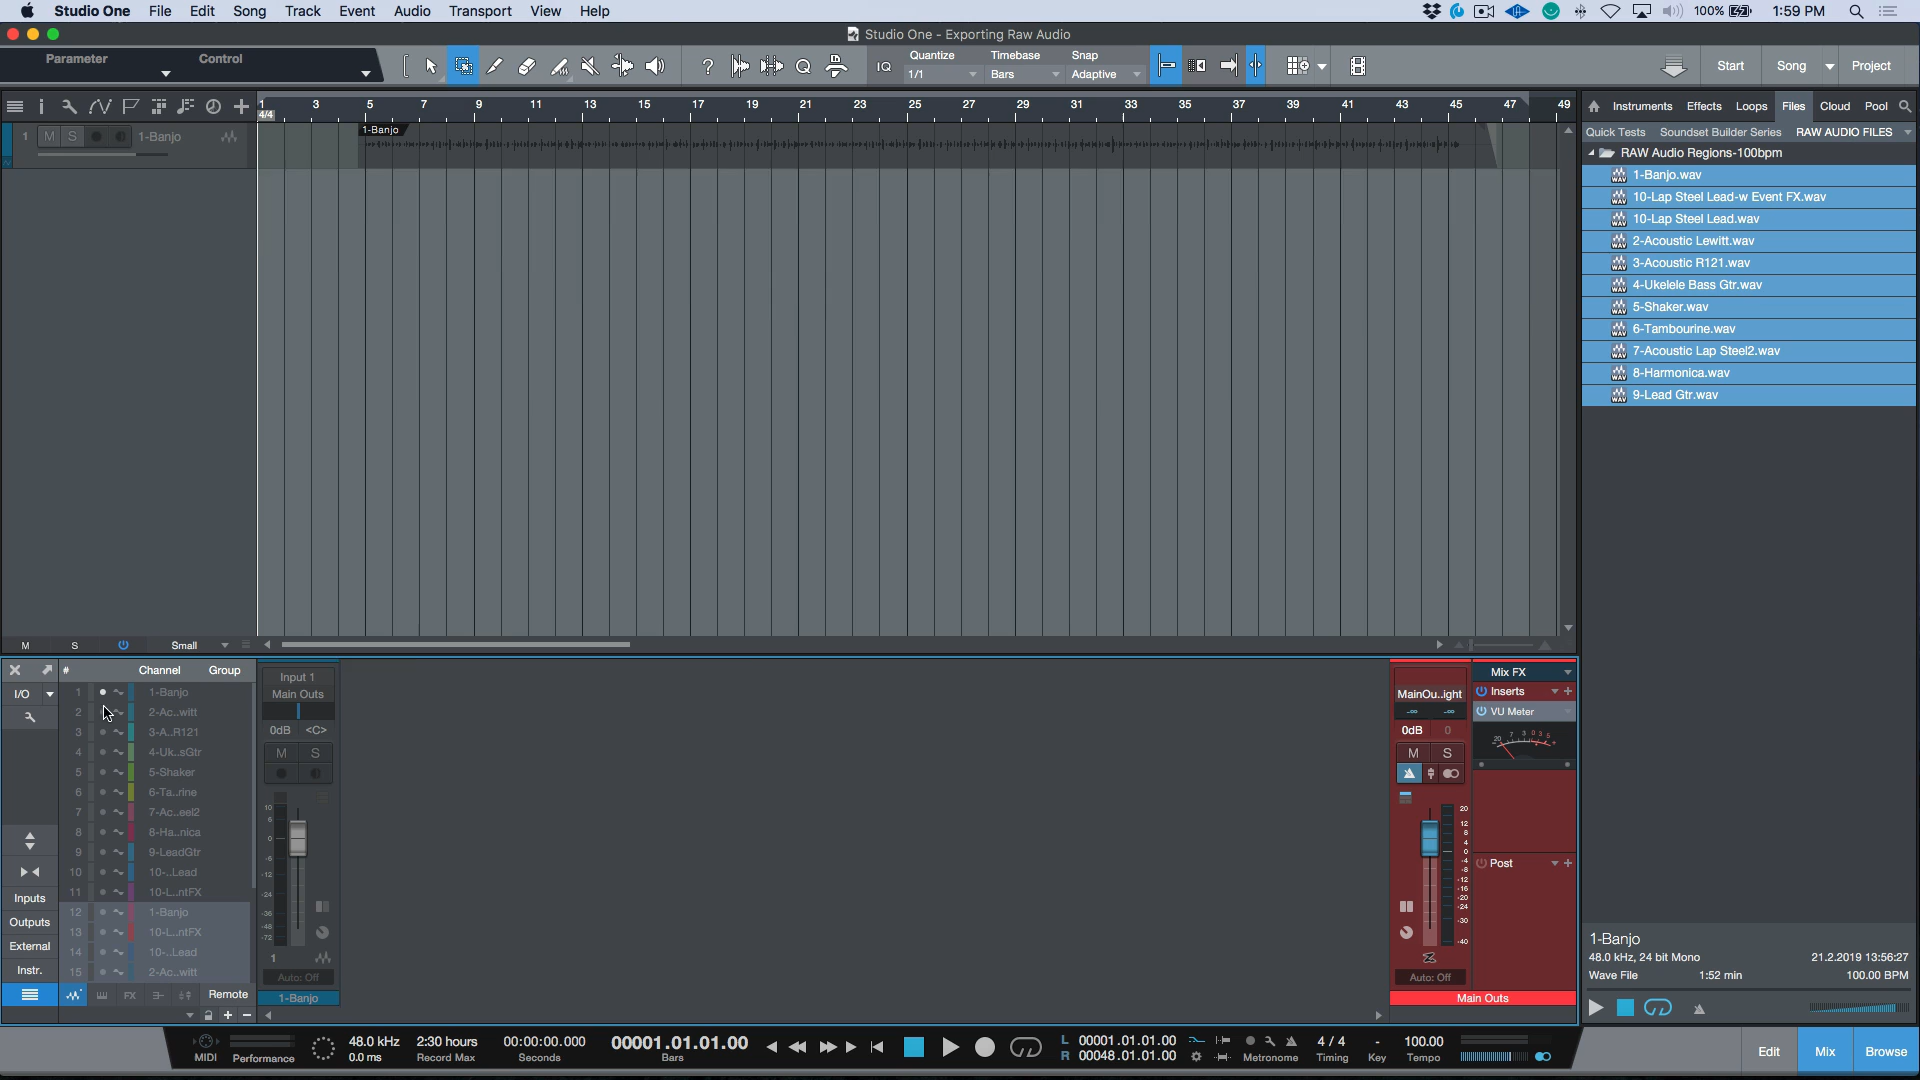 Studio One File Edit Song Track Event Audio Transport View Help 100% 1:59 PM
Studio One - Exporting Raw Audio
Parameter Control
? IQ Quantize 1/1 Timebase Bars Snap Adaptive Start Song Project
1 3 5 7 9 11 13 15 17 19 21 23 25 27 29 31 33 35 37 39 41 43 45 47 49
4/4
1 M S 1-Banjo
1-Banjo
Instruments Effects Loops Files Cloud Pool
Quick Tests Soundset Builder Series RAW AUDIO FILES
RAW Audio Regions-100bpm
1-Banjo.wav
10-Lap Steel Lead-w Event FX.wav
10-Lap Steel Lead.wav
2-Acoustic Lewitt.wav
3-Acoustic R121.wav
4-Ukelele Bass Gtr.wav
5-Shaker.wav
6-Tambourine.wav
7-Acoustic Lap Steel2.wav
8-Harmonica.wav
9-Lead Gtr.wav
M S Small
# Channel Group
I/O
1 1-Banjo
2 2-Ac..witt
3 3-A..R121
4 4-Uk..sGtr
5 5-Shaker
6 6-Ta..rine
7 7-Ac..eel2
8 8-Ha..nica
9 9-LeadGtr
10 10-..Lead
11 10-L..ntFX
12 1-Banjo
13 10-L..ntFX
14 10-..Lead
15 2-Ac..witt
Inputs
Outputs
External
Instr.
FX Remote
Input 1
Main Outs
0dB <C>
M S
1
Auto: Off
1-Banjo
MainOu..ight
0dB 0
M S
Auto: Off
Main Outs
Mix FX
Inserts
VU Meter
Post
1-Banjo
48.0 kHz, 24 bit Mono 21.2.2019 13:56:27
Wave File 1:52 min 100.00 BPM
MIDI Performance
48.0 kHz 0.0 ms
2:30 hours Record Max
00:00:00.000 Seconds
00001.01.01.00 Bars
L 00001.01.01.00
R 00048.01.01.00
Metronome
4 / 4 Timing
- Key
100.00 Tempo
Edit Mix Browse